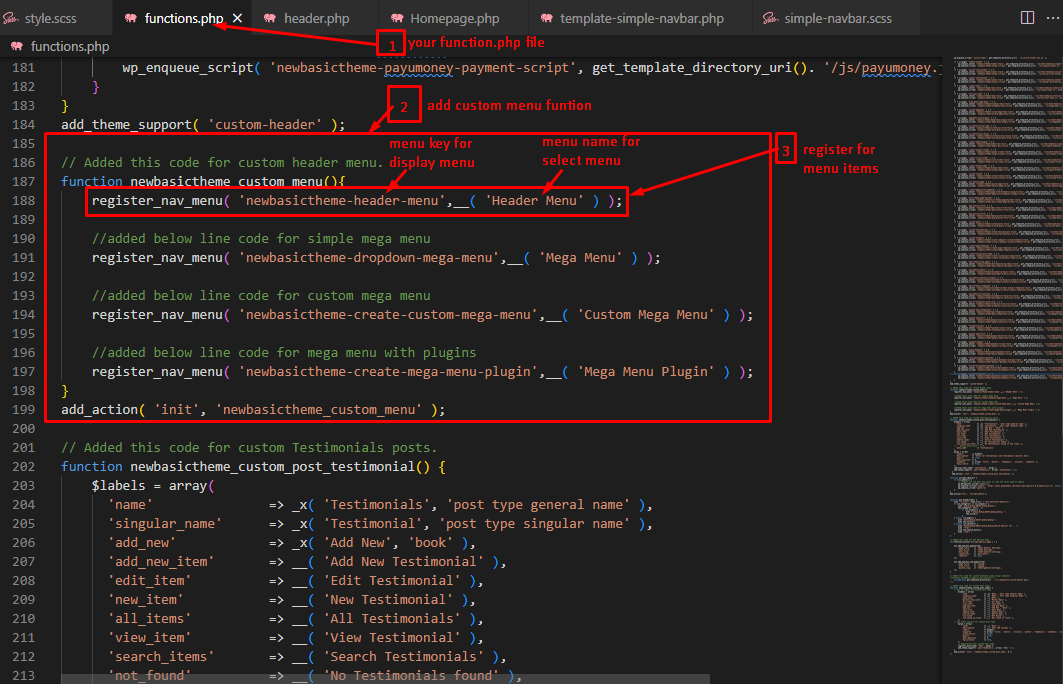 style.scss functions.php header.php Homepage.php template-simple-navbar.php simple-navbar.scss
functions.php
1 your function.php file
181 wp_enqueue_script( 'newbasictheme-payumoney-payment-script', get_template_directory_uri(). '/js/payumoney.
182 }
183 }
2 add custom menu funtion
184 add_theme_support( 'custom-header' );
185
menu key for display menu
menu name for select menu
3 register for menu items
186 // Added this code for custom header menu.
187 function newbasictheme_custom_menu(){
188 register_nav_menu( 'newbasictheme-header-menu',__( 'Header Menu' ) );
189
190 //added below line code for simple mega menu
191 register_nav_menu( 'newbasictheme-dropdown-mega-menu',__( 'Mega Menu' ) );
192
193 //added below line code for custom mega menu
194 register_nav_menu( 'newbasictheme-create-custom-mega-menu',__( 'Custom Mega Menu' ) );
195
196 //added below line code for mega menu with plugins
197 register_nav_menu( 'newbasictheme-create-mega-menu-plugin',__( 'Mega Menu Plugin' ) );
198 }
199 add_action( 'init', 'newbasictheme_custom_menu' );
200
201 // Added this code for custom Testimonials posts.
202 function newbasictheme_custom_post_testimonial() {
203 $labels = array(
204 'name' => _x( 'Testimonials', 'post type general name' ),
205 'singular_name' => _x( 'Testimonial', 'post type singular name' ),
206 'add_new' => _x( 'Add New', 'book' ),
207 'add_new_item' => __( 'Add New Testimonial' ),
208 'edit_item' => __( 'Edit Testimonial' ),
209 'new_item' => __( 'New Testimonial' ),
210 'all_items' => __( 'All Testimonials' ),
211 'view_item' => __( 'View Testimonial' ),
212 'search_items' => __( 'Search Testimonials' ),
213 'not_found' => __( 'No Testimonials found' ),